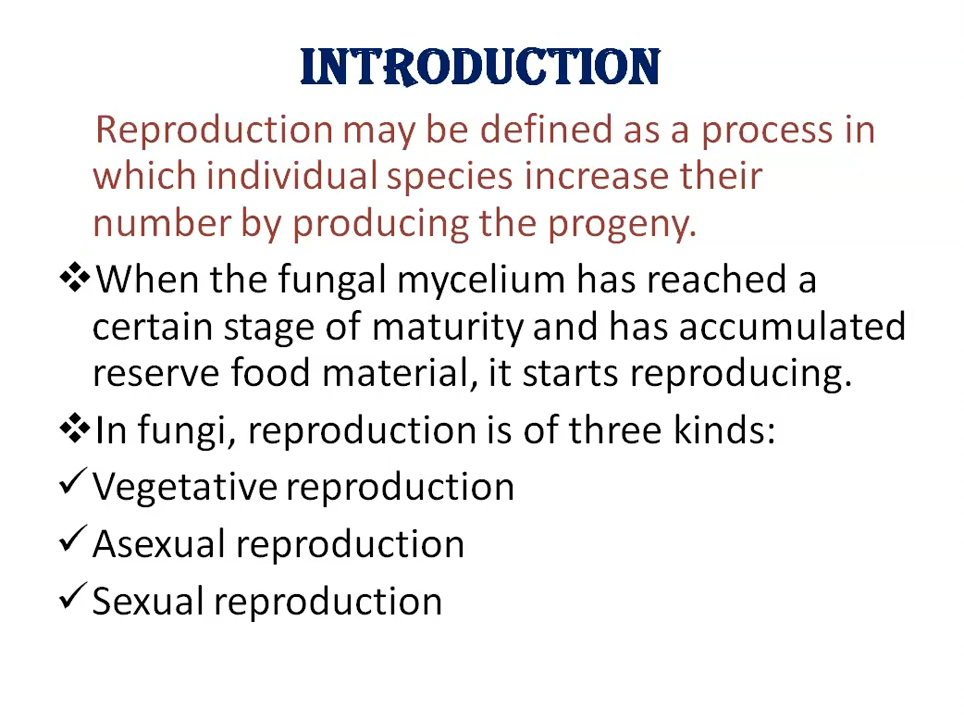 INTRODUCTION
Reproduction may be defined as a process in
which individual species increase their
number by producing the progeny.
❖When the fungal mycelium has reached a
certain stage of maturity and has accumulated
reserve food material, it starts reproducing.
❖In fungi, reproduction is of three kinds:
✓Vegetative reproduction
✓Asexual reproduction
✓Sexual reproduction